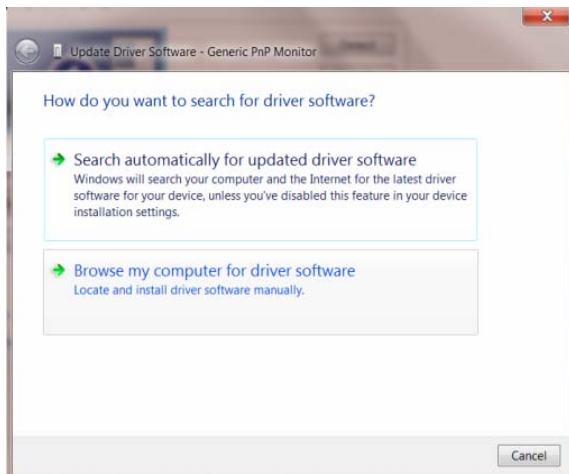 Update Driver Software - Generic PnP Monitor
How do you want to search for driver software?
Search automatically for updated driver software
Windows will search your computer and the Internet for the latest driver
software for your device, unless you've disabled this feature in your device
installation settings.
Browse my computer for driver software
Locate and install driver software manually.
Cancel